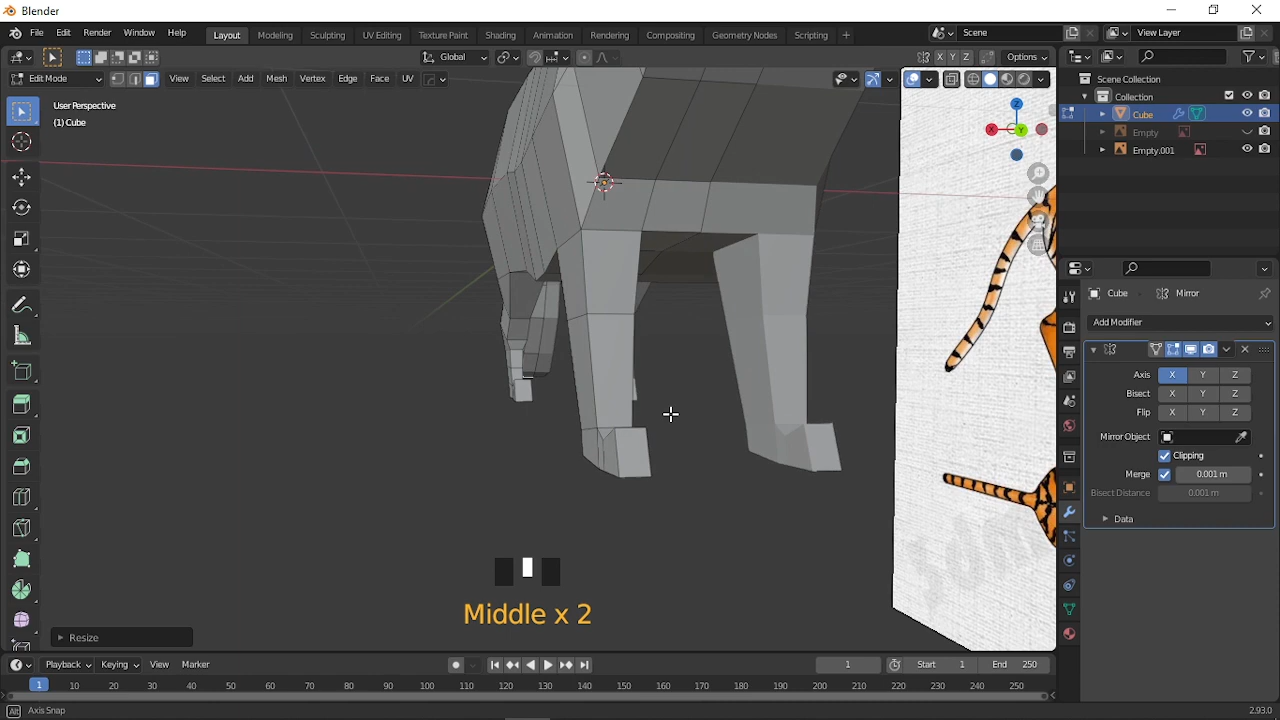 Blender
File Edit Render Window Help Layout Modeling Sculpting UV Editing Texture Paint Shading Animation Rendering Compositing Geometry Nodes Scripting + Scene View Layer
Global X Y Z Options
Edit Mode View Select Add Mesh Vertex Edge Face UV
User Perspective
(1) Cube
Z
X Y
Scene Collection
Collection
Cube
Empty
Empty.001
Cube Mirror
Add Modifier
Axis X Y Z
Bisect X Y Z
Flip X Y Z
Mirror Object
Clipping
Merge 0.001 m
Bisect Distance 0.001 m
Data
Middle x 2
Resize
Playback Keying View Marker 1 Start 1 End 250
1 10 20 30 40 50 60 70 80 90 100 110 120 130 140 150 160 170 180 190 200 210 220 230 240 250
Alt Axis Snap 2.93.0